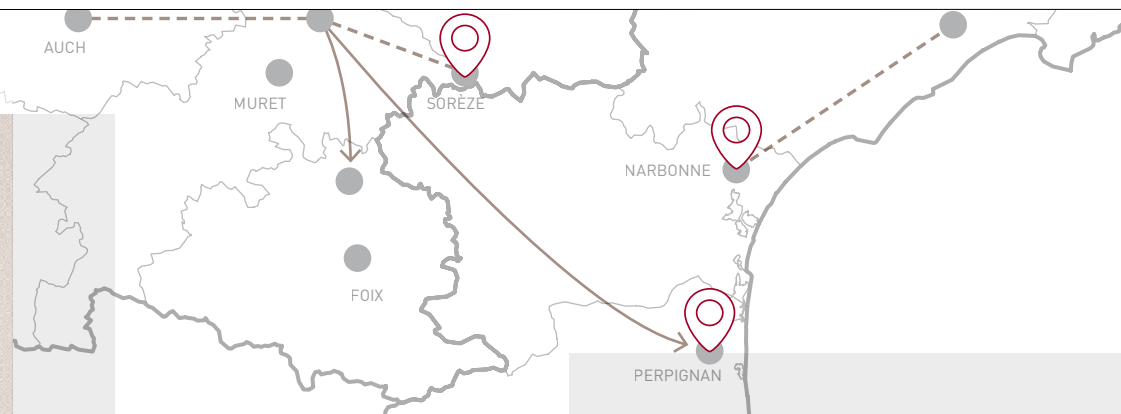 AUCH
MURET
SORÈZE
NARBONNE
FOIX
PERPIGNAN